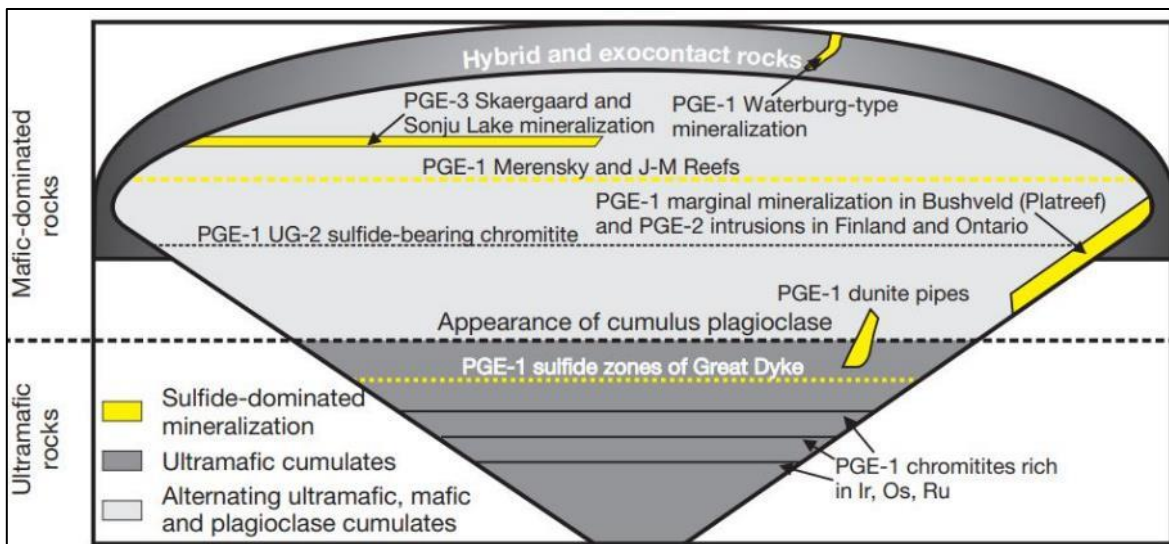 Hybrid and exocontact rocks
PGE-3 Skaergaard and
Sonju Lake mineralization
PGE-1 Waterburg-type
mineralization
PGE-1 Merensky and J-M Reefs
PGE-1 marginal mineralization in Bushveld (Platreef)
and PGE-2 intrusions in Finland and Ontario
PGE-1 UG-2 sulfide-bearing chromitite
PGE-1 dunite pipes
Appearance of cumulus plagioclase
PGE-1 sulfide zones of Great Dyke
PGE-1 chromitites rich
in Ir, Os, Ru
Mafic-dominated
rocks
Ultramafic
rocks
Sulfide-dominated
mineralization
Ultramafic cumulates
Alternating ultramafic, mafic
and plagioclase cumulates